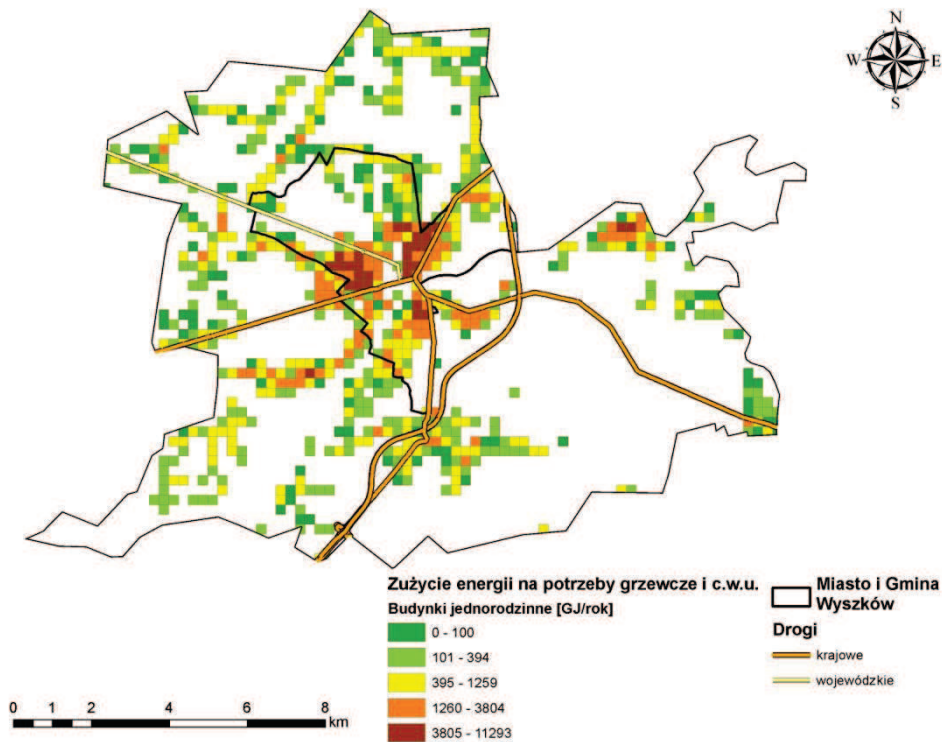 N
W E
S
Zużycie energii na potrzeby grzewcze i c.w.u.
Budynki jednorodzinne [GJ/rok]
0 - 100
101 - 394
395 - 1259
1260 - 3804
3805 - 11293
Miasto i Gmina
Wyszków
Drogi
krajowe
wojewódzkie
0 1 2 4 6 8
km